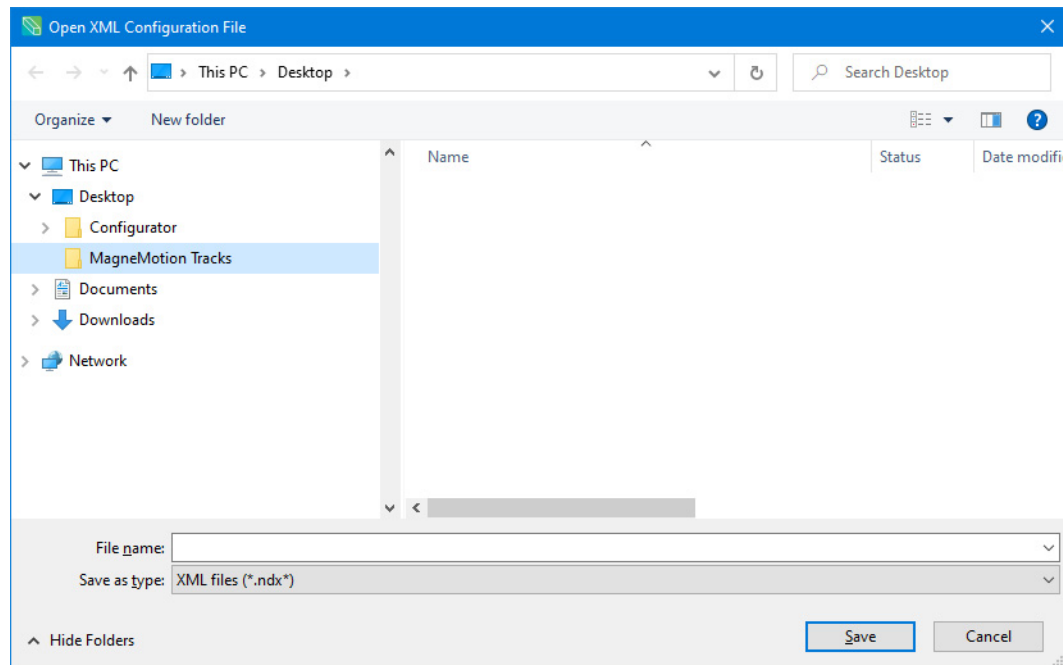 Open XML Configuration File
This PC > Desktop >
Search Desktop
Organize
New folder
This PC
Desktop
Configurator
MagneMotion Tracks
Documents
Downloads
Network
Name
Status
Date modifi
File name:
Save as type: XML files (*.ndx*)
Hide Folders
Save
Cancel